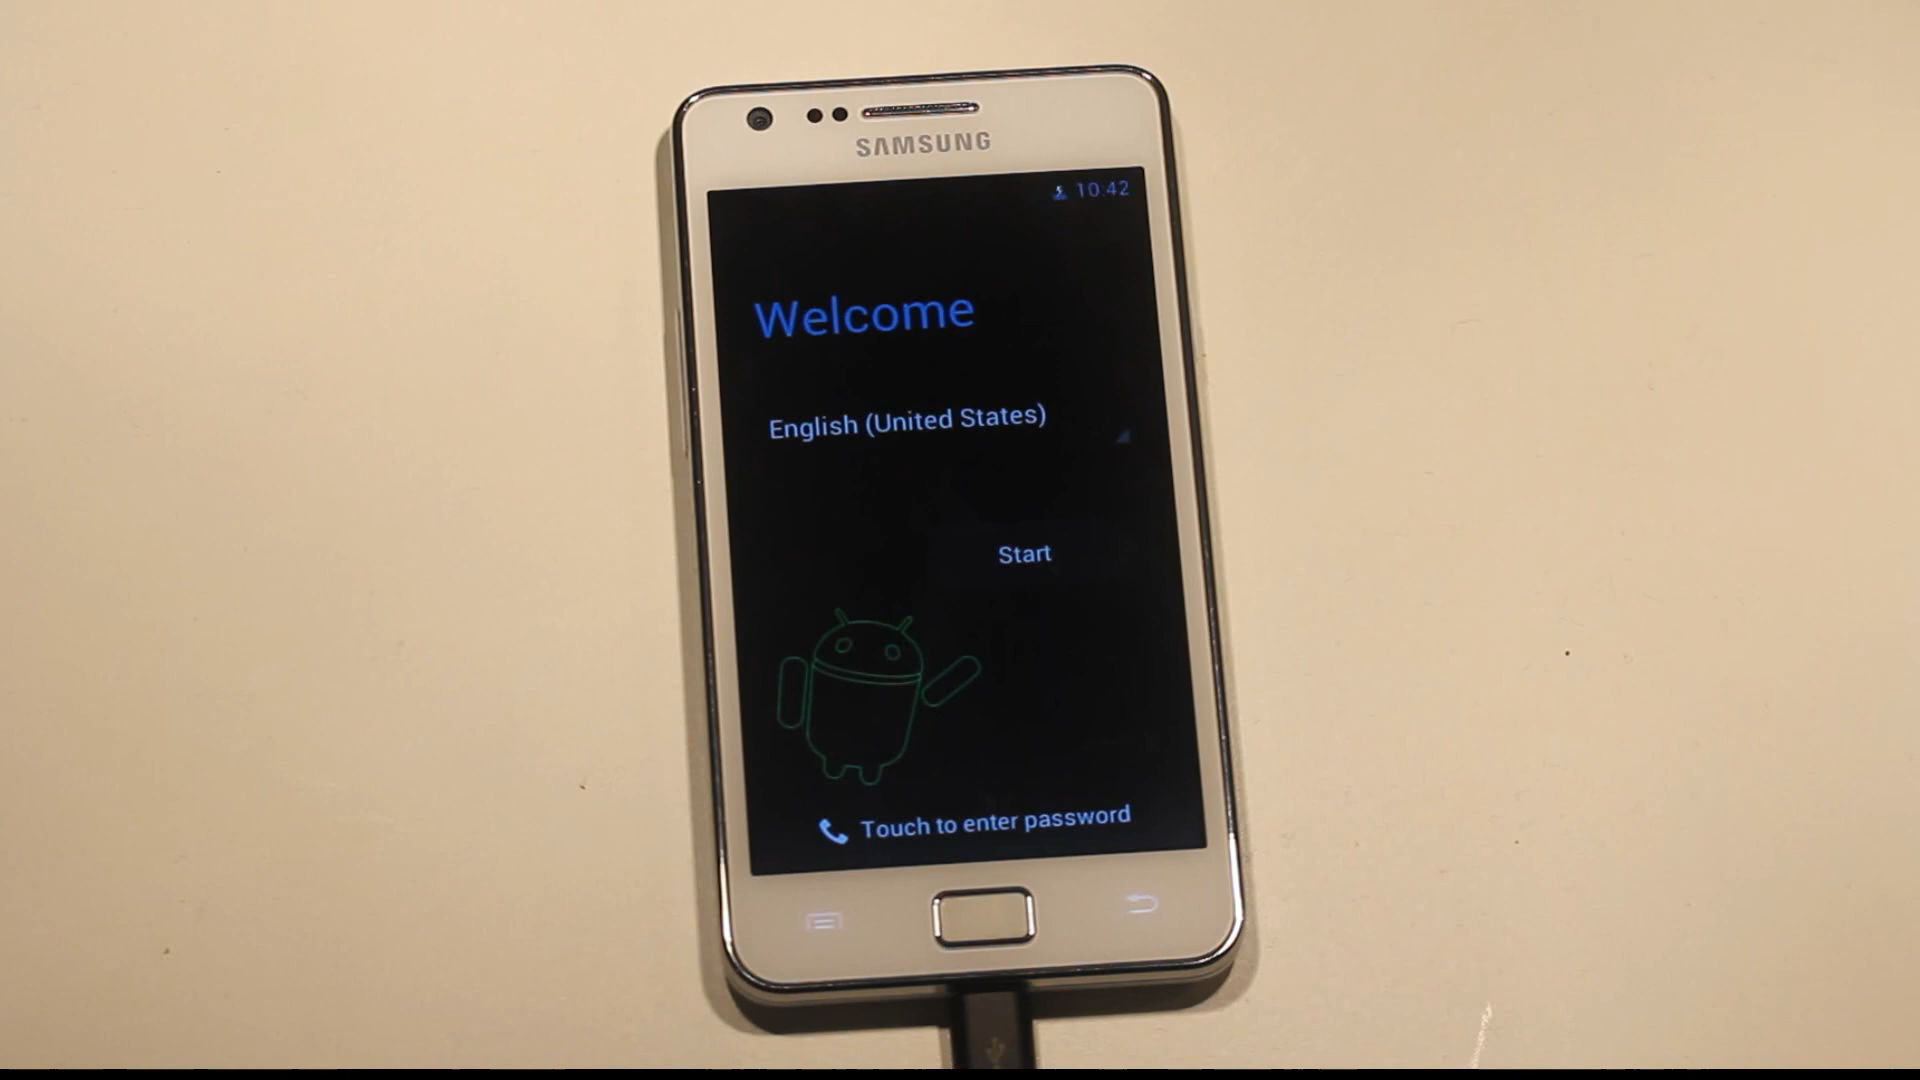 SAMSUNG
10:42
Welcome
English (United States)
Start
Touch to enter password